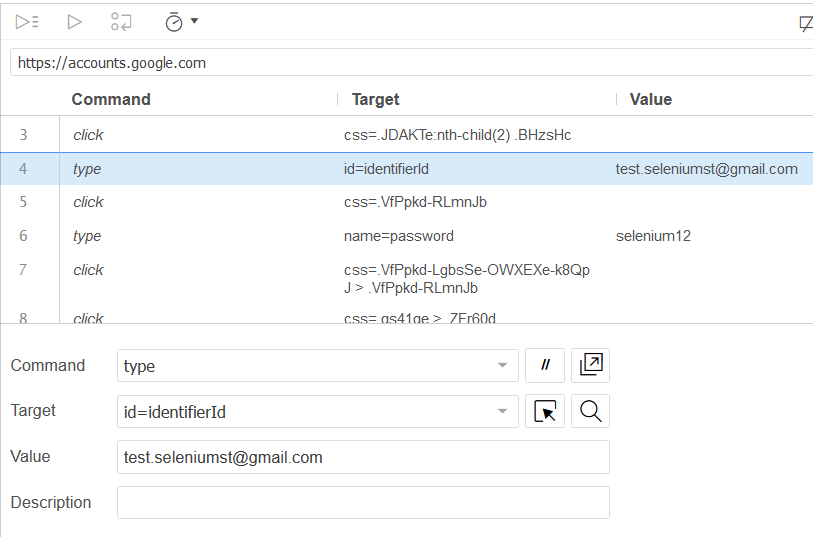 https://accounts.google.com
Command Target Value
3 click css=.JDAKTe:nth-child(2) .BHzsHc
4 type id=identifierId test.seleniumst@gmail.com
5 click css=.VfPpkd-RLmnJb
6 type name=password selenium12
7 click css=.VfPpkd-LgbsSe-OWXEXe-k8Qp
J > .VfPpkd-RLmnJb
8 click css=.gs41ge > .ZFr60d
Command type //
Target id=identifierId
Value test.seleniumst@gmail.com
Description